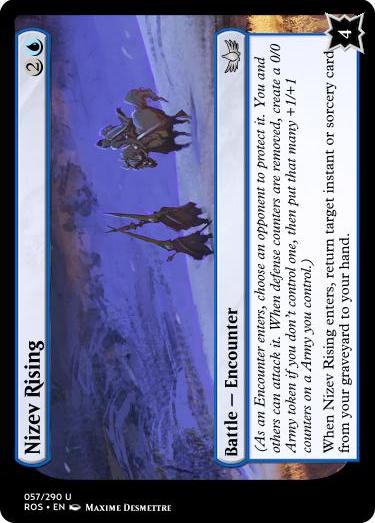 Nizev Rising 2
Battle — Encounter
(As an Encounter enters, choose an opponent to protect it. You and
others can attack it. When defense counters are removed, create a 0/0
Army token if you don't control one, then put that many +1/+1
counters on a Army you control.)
When Nizev Rising enters, return target instant or sorcery card
from your graveyard to your hand.
4
057/290 U
ROS • EN Maxime Desmettre